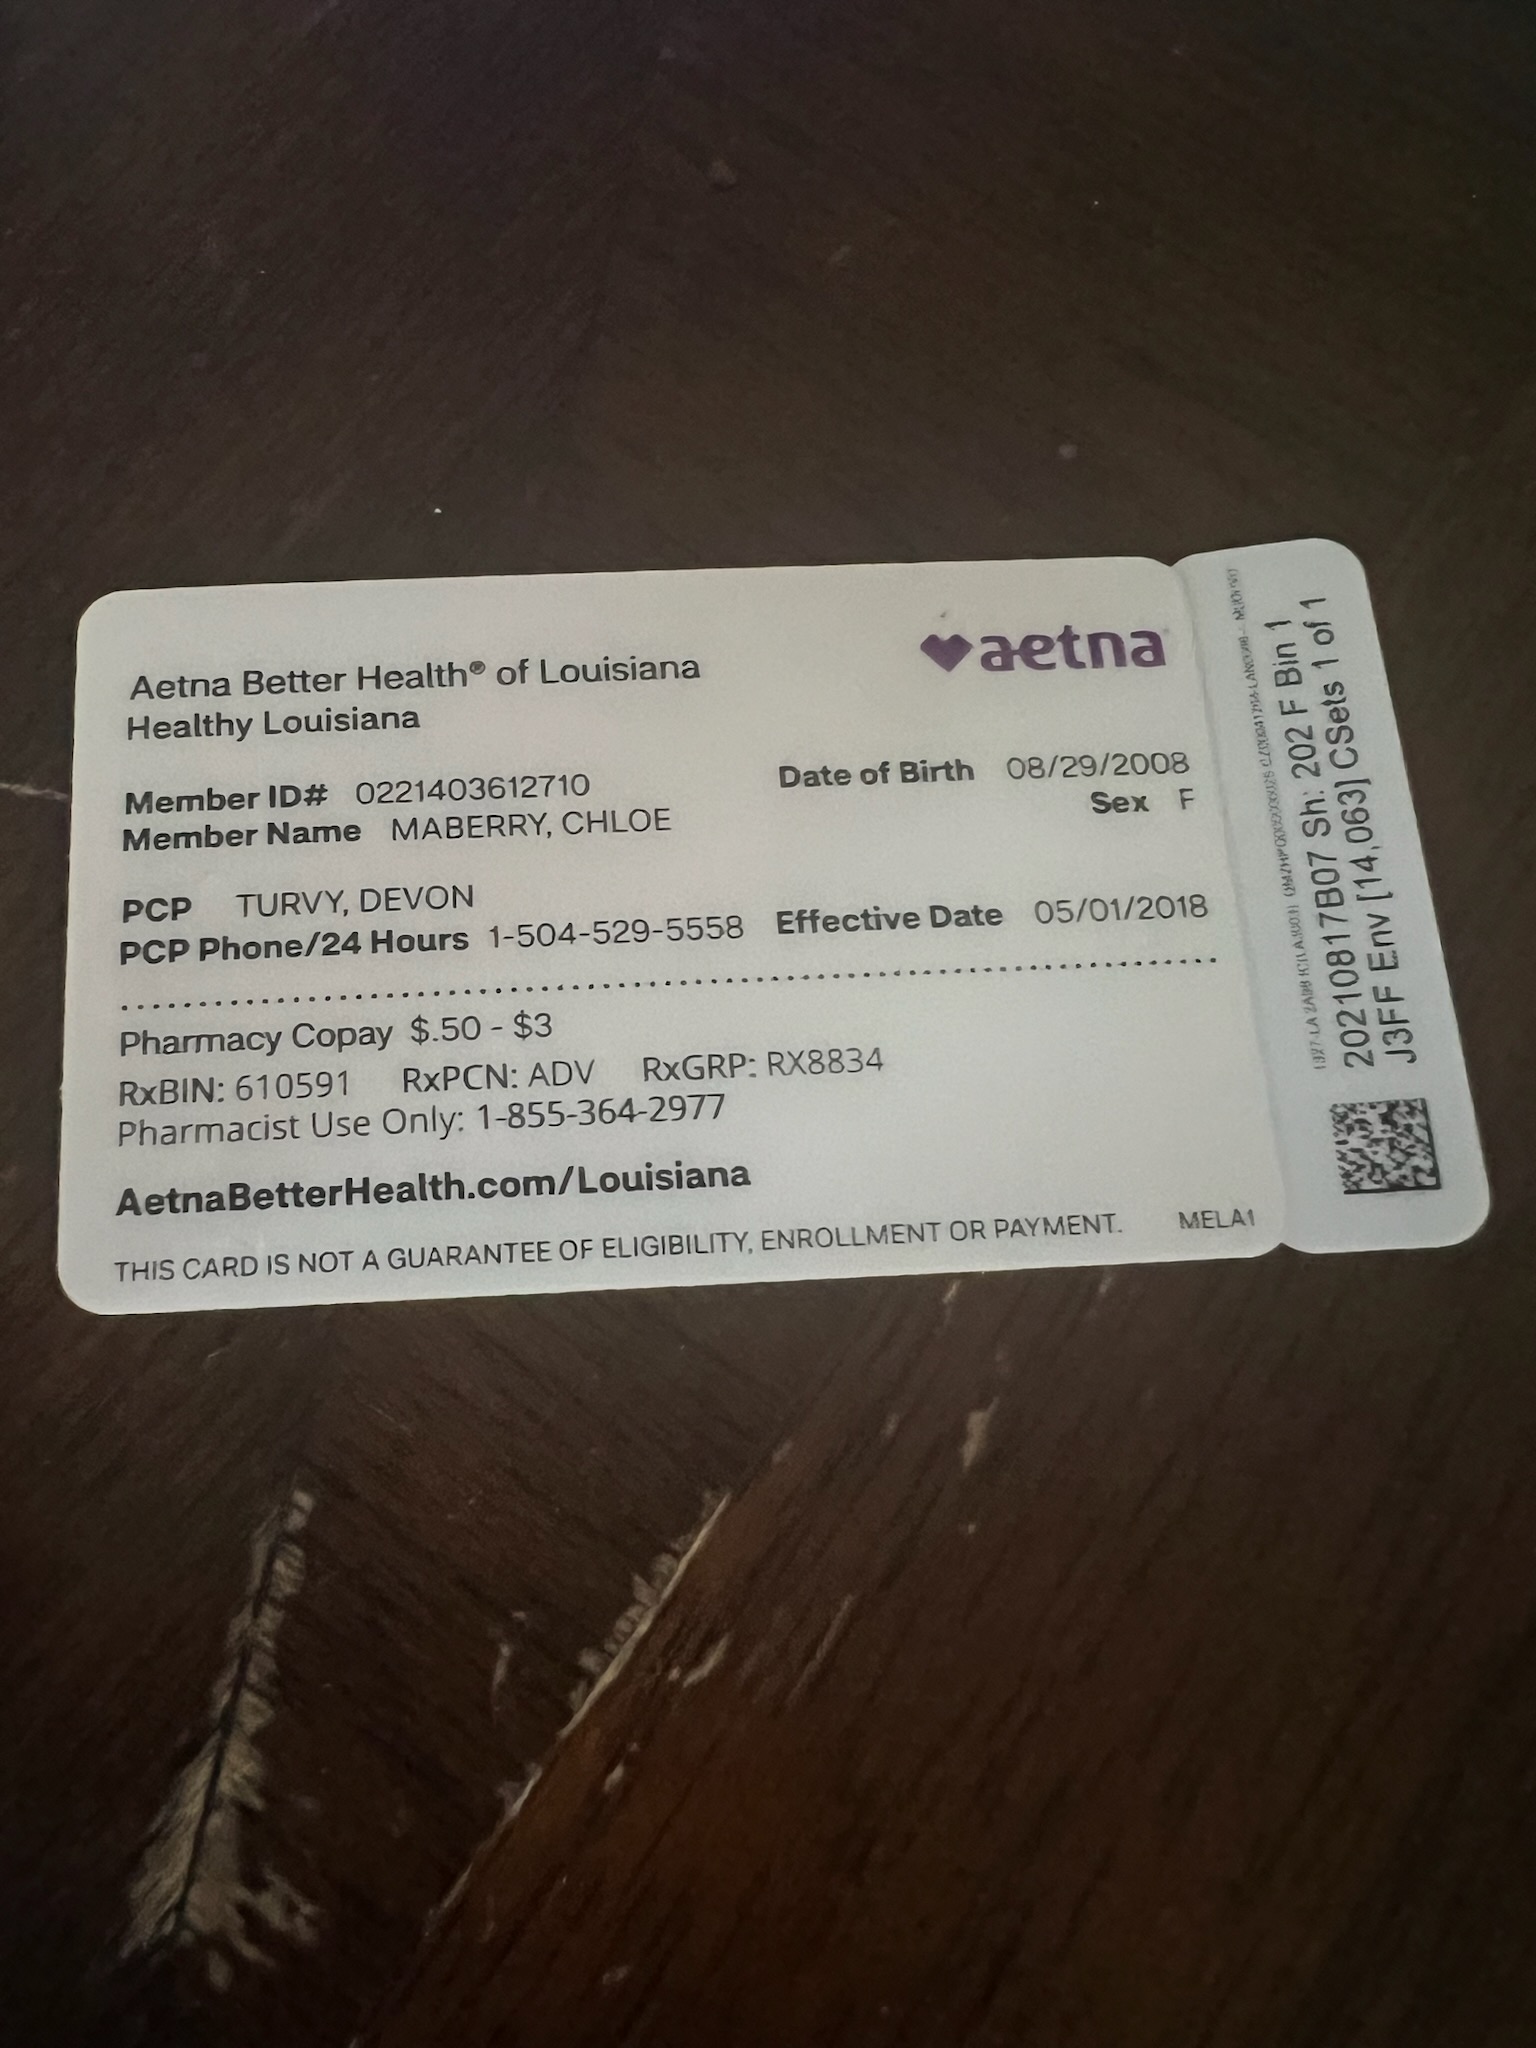 aetna
Aetna Better Health® of Louisiana
Healthy Louisiana
Member ID# 0221403612710
Date of Birth 08/29/2008
Member Name MABERRY, CHLOE
Sex F
PCP TURVY, DEVON
PCP Phone/24 Hours 1-504-529-5558
Effective Date 05/01/2018
Pharmacy Copay $.50 - $3
RxBIN: 610591 RxPCN: ADV RxGRP: RX8834
Pharmacist Use Only: 1-855-364-2977
AetnaBetterHealth.com/Louisiana
THIS CARD IS NOT A GUARANTEE OF ELIGIBILITY, ENROLLMENT OR PAYMENT. MELA1
20210817B07 Sh: 202 F Bin 1
J3FF Env [14,063] CSets 1 of 1